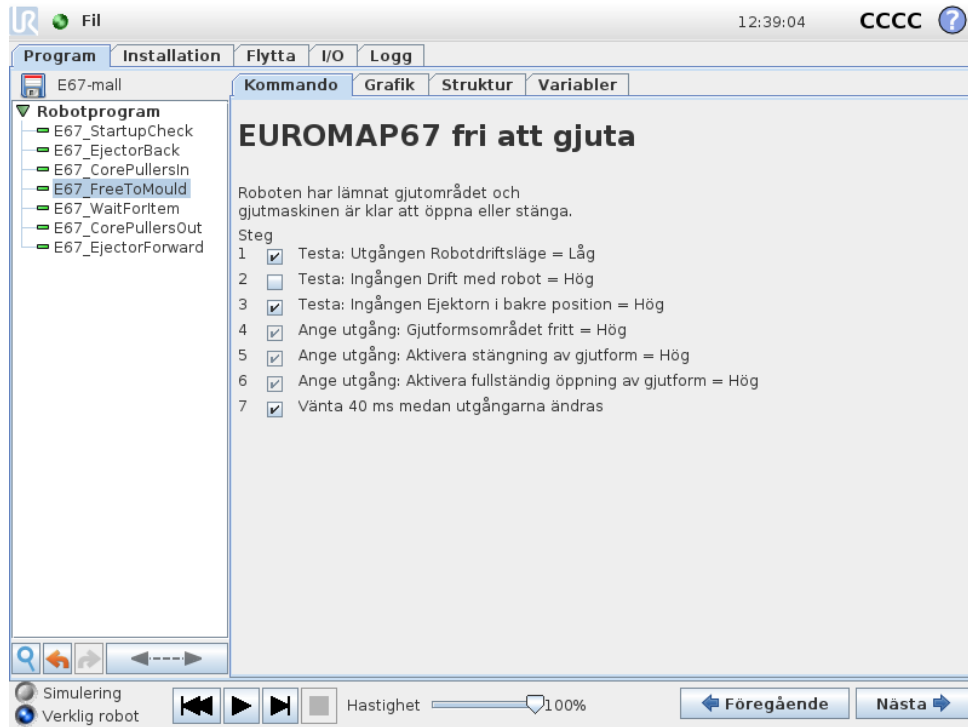 UR Fil 12:39:04 CCCC ?
Program Installation Flytta I/O Logg
E67-mall
Kommando Grafik Struktur Variabler
Robotprogram
E67_StartupCheck
E67_EjectorBack
E67_CorePullersIn
E67_FreeToMould
E67_WaitForItem
E67_CorePullersOut
E67_EjectorForward
EUROMAP67 fri att gjuta
Roboten har lämnat gjutområdet och
gjutmaskinen är klar att öppna eller stänga.
Steg
1 Testa: Utgången Robotdriftsläge = Låg
2 Testa: Ingången Drift med robot = Hög
3 Testa: Ingången Ejektorn i bakre position = Hög
4 Ange utgång: Gjutformsområdet fritt = Hög
5 Ange utgång: Aktivera stängning av gjutform = Hög
6 Ange utgång: Aktivera fullständig öppning av gjutform = Hög
7 Vänta 40 ms medan utgångarna ändras
Simulering
Verklig robot
Hastighet 100%
Föregående Nästa